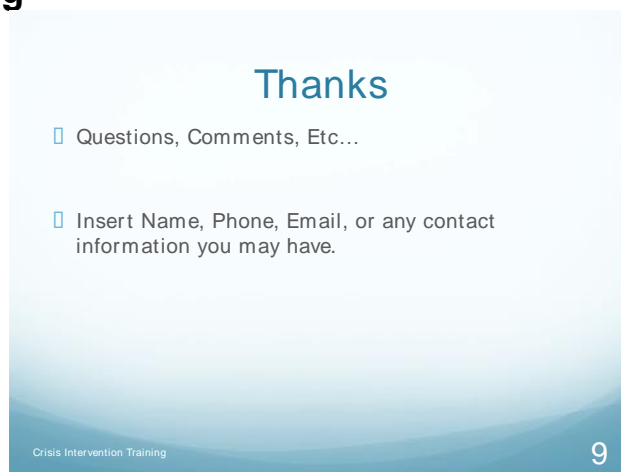 g
Thanks
Questions, Comments, Etc...
Insert Name, Phone, Email, or any contact
information you may have.
Crisis Intervention Training
9